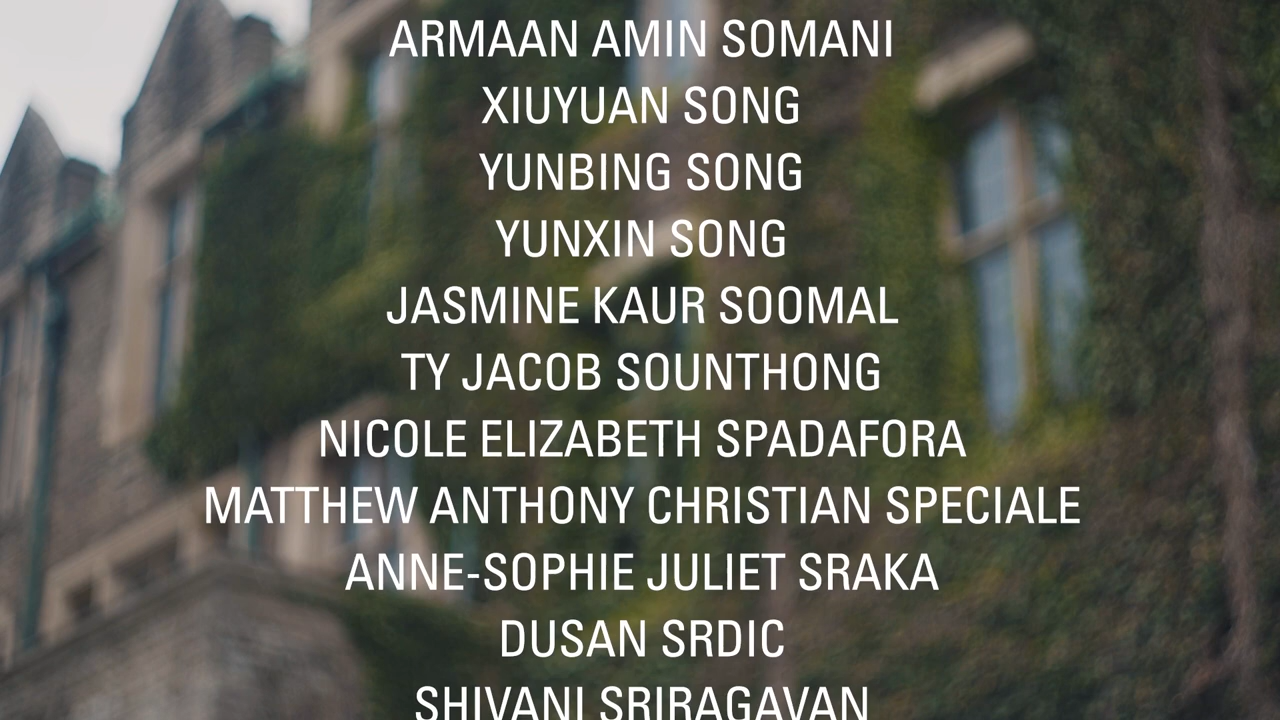 ARMAAN AMIN SOMANI
XIUYUAN SONG
YUNBING SONG
YUNXIN SONG
JASMINE KAUR SOOMAL
TY JACOB SOUNTHONG
NICOLE ELIZABETH SPADAFORA
MATTHEW ANTHONY CHRISTIAN SPECIALE
ANNE-SOPHIE JULIET SRAKA
DUSAN SRDIC
SHIVANI SRIRAGAVAN